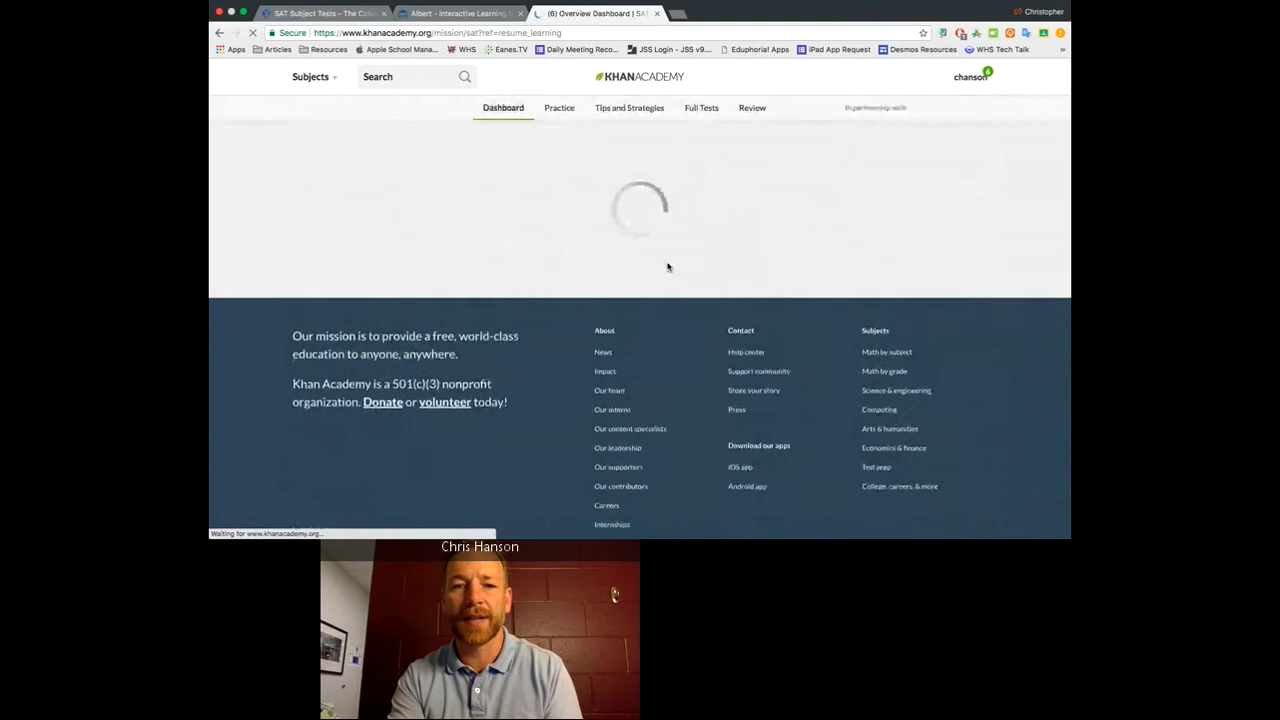 SAT Subject Tests – The Colle
Albert - Interactive Learning f
(6) Overview Dashboard | SA
Christopher
Secure
https://www.khanacademy.org/mission/sat?ref=resume_learning
Apps
Articles
Resources
Apple School Mana...
WHS
Eanes.TV
Daily Meeting Reco...
JSS Login - JSS v9....
Eduphoria! Apps
iPad App Request
Desmos Resources
WHS Tech Talk
»
Subjects
Search
KHANACADEMY
chanson
6
Dashboard
Practice
Tips and Strategies
Full Tests
Review
In partnership with
Our mission is to provide a free, world-class
education to anyone, anywhere.
Khan Academy is a 501(c)(3) nonprofit
organization. Donate or volunteer today!
About
News
Impact
Our team
Our interns
Our content specialists
Our leadership
Our supporters
Our contributors
Careers
Internships
Contact
Help center
Support community
Share your story
Press
Download our apps
iOS app
Android app
Subjects
Math by subject
Math by grade
Science & engineering
Computing
Arts & humanities
Economics & finance
Test prep
College, careers, & more
Waiting for www.khanacademy.org...
Chris Hanson